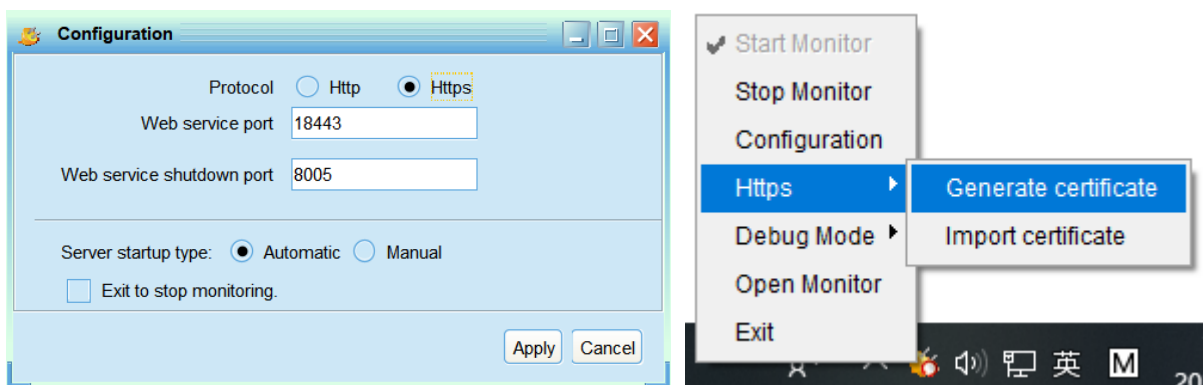 Configuration
Protocol Http Https
Web service port 18443
Web service shutdown port 8005
Server startup type: Automatic Manual
Exit to stop monitoring.
Apply Cancel
Start Monitor
Stop Monitor
Configuration
Https
Generate certificate
Debug Mode
Import certificate
Open Monitor
Exit
英 M
20